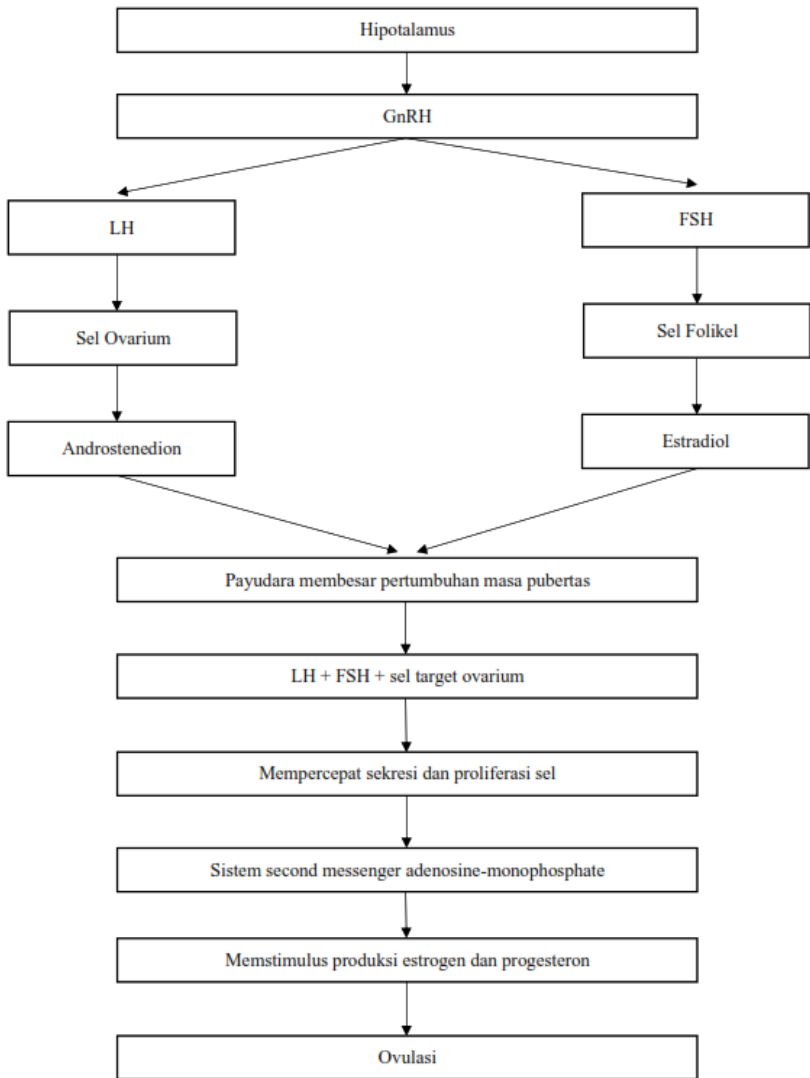 Hipotalamus
GnRH
LH
FSH
Sel Ovarium
Sel Folikel
Androstenedion
Estradiol
Payudara membesar pertumbuhan masa pubertas
LH + FSH + sel target ovarium
Mempercepat sekresi dan proliferasi sel
Sistem second messenger adenosine-monophosphate
Memstimulus produksi estrogen dan progesteron
Ovulasi